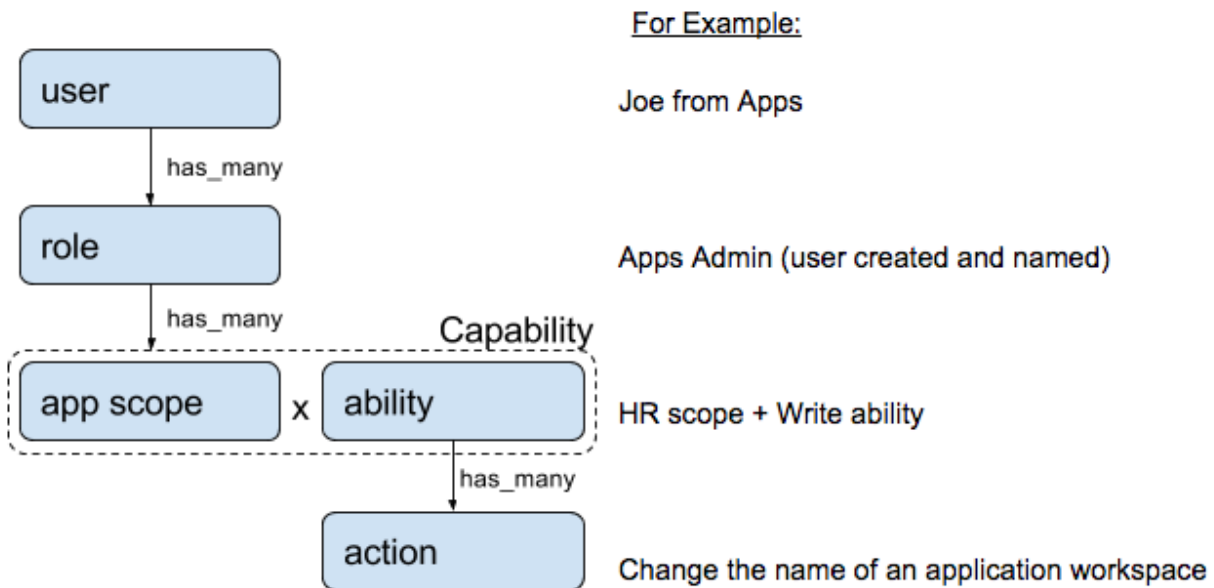 For Example:
user
Joe from Apps
has_many
role
Apps Admin (user created and named)
has_many
Capability
app scope
x
ability
HR scope + Write ability
has_many
action
Change the name of an application workspace